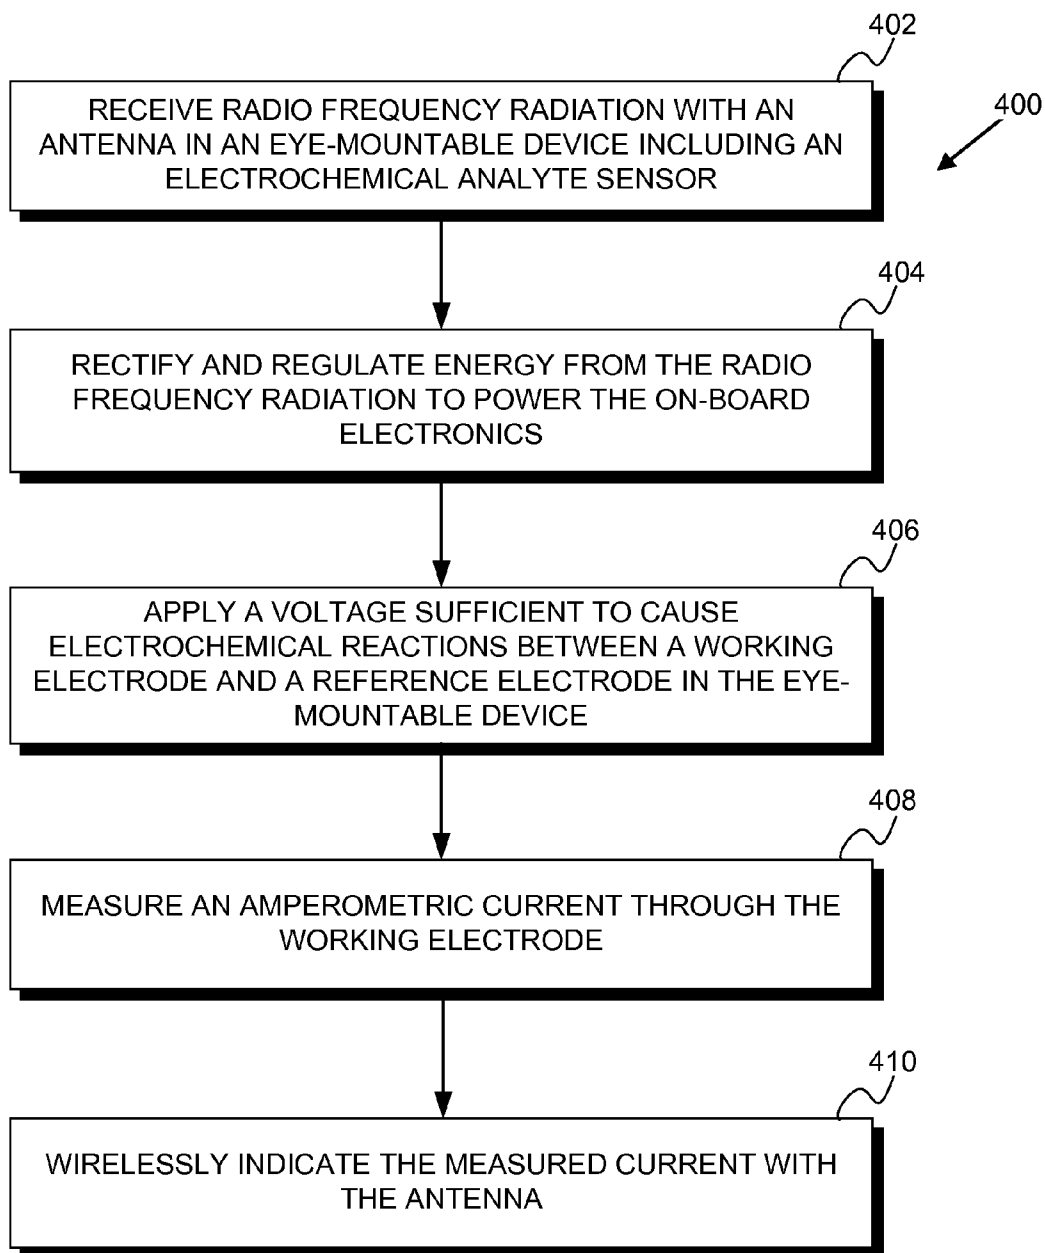 402
400
RECEIVE RADIO FREQUENCY RADIATION WITH AN
ANTENNA IN AN EYE-MOUNTABLE DEVICE INCLUDING AN
ELECTROCHEMICAL ANALYTE SENSOR
404
RECTIFY AND REGULATE ENERGY FROM THE RADIO
FREQUENCY RADIATION TO POWER THE ON-BOARD
ELECTRONICS
406
APPLY A VOLTAGE SUFFICIENT TO CAUSE
ELECTROCHEMICAL REACTIONS BETWEEN A WORKING
ELECTRODE AND A REFERENCE ELECTRODE IN THE EYE-
MOUNTABLE DEVICE
408
MEASURE AN AMPEROMETRIC CURRENT THROUGH THE
WORKING ELECTRODE
410
WIRELESSLY INDICATE THE MEASURED CURRENT WITH
THE ANTENNA